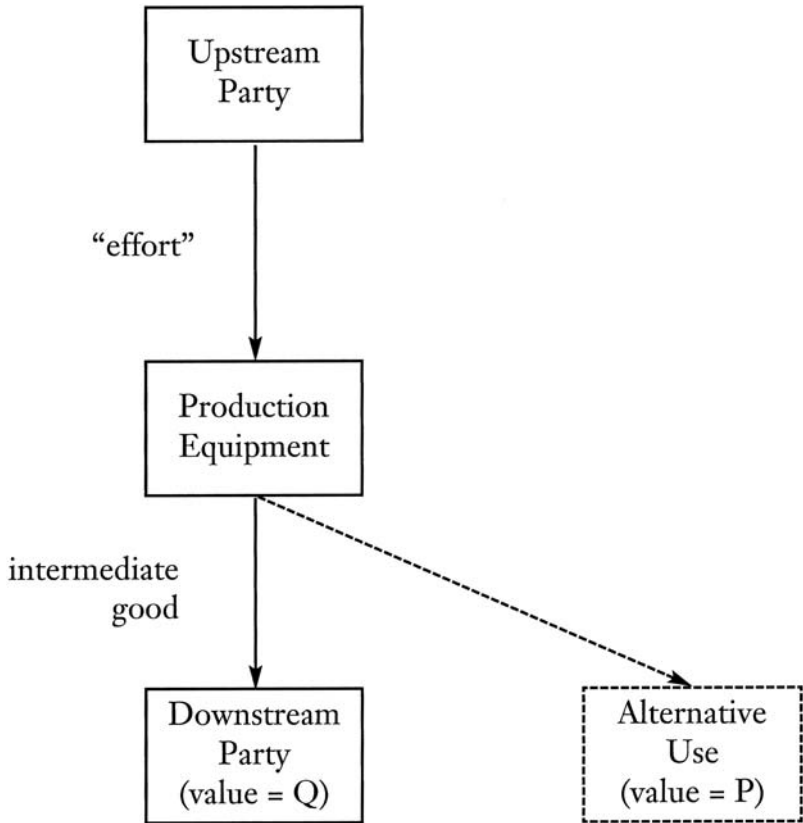 Upstream
Party
“effort”
Production
Equipment
intermediate
good
Downstream
Party
(value = Q)
Alternative
Use
(value = P)